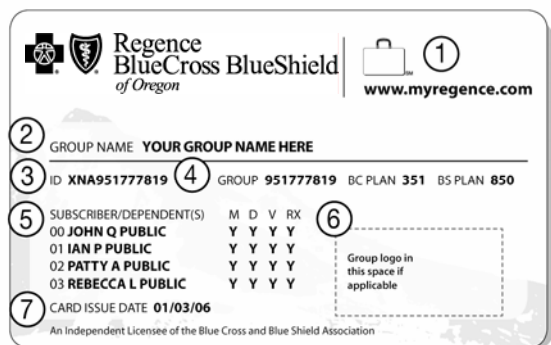 Regence
BlueCross BlueShield
of Oregon
SM
1
www.myregence.com
2 GROUP NAME YOUR GROUP NAME HERE
3 ID XNA951777819 4 GROUP 951777819 BC PLAN 351 BS PLAN 850
5 SUBSCRIBER/DEPENDENT(S) M D V RX 6
00 JOHN Q PUBLIC Y Y Y Y
01 IAN P PUBLIC Y Y Y Y
02 PATTY A PUBLIC Y Y Y Y
03 REBECCA L PUBLIC Y Y Y Y
Group logo in
this space if
applicable
7 CARD ISSUE DATE 01/03/06
An Independent Licensee of the Blue Cross and Blue Shield Association